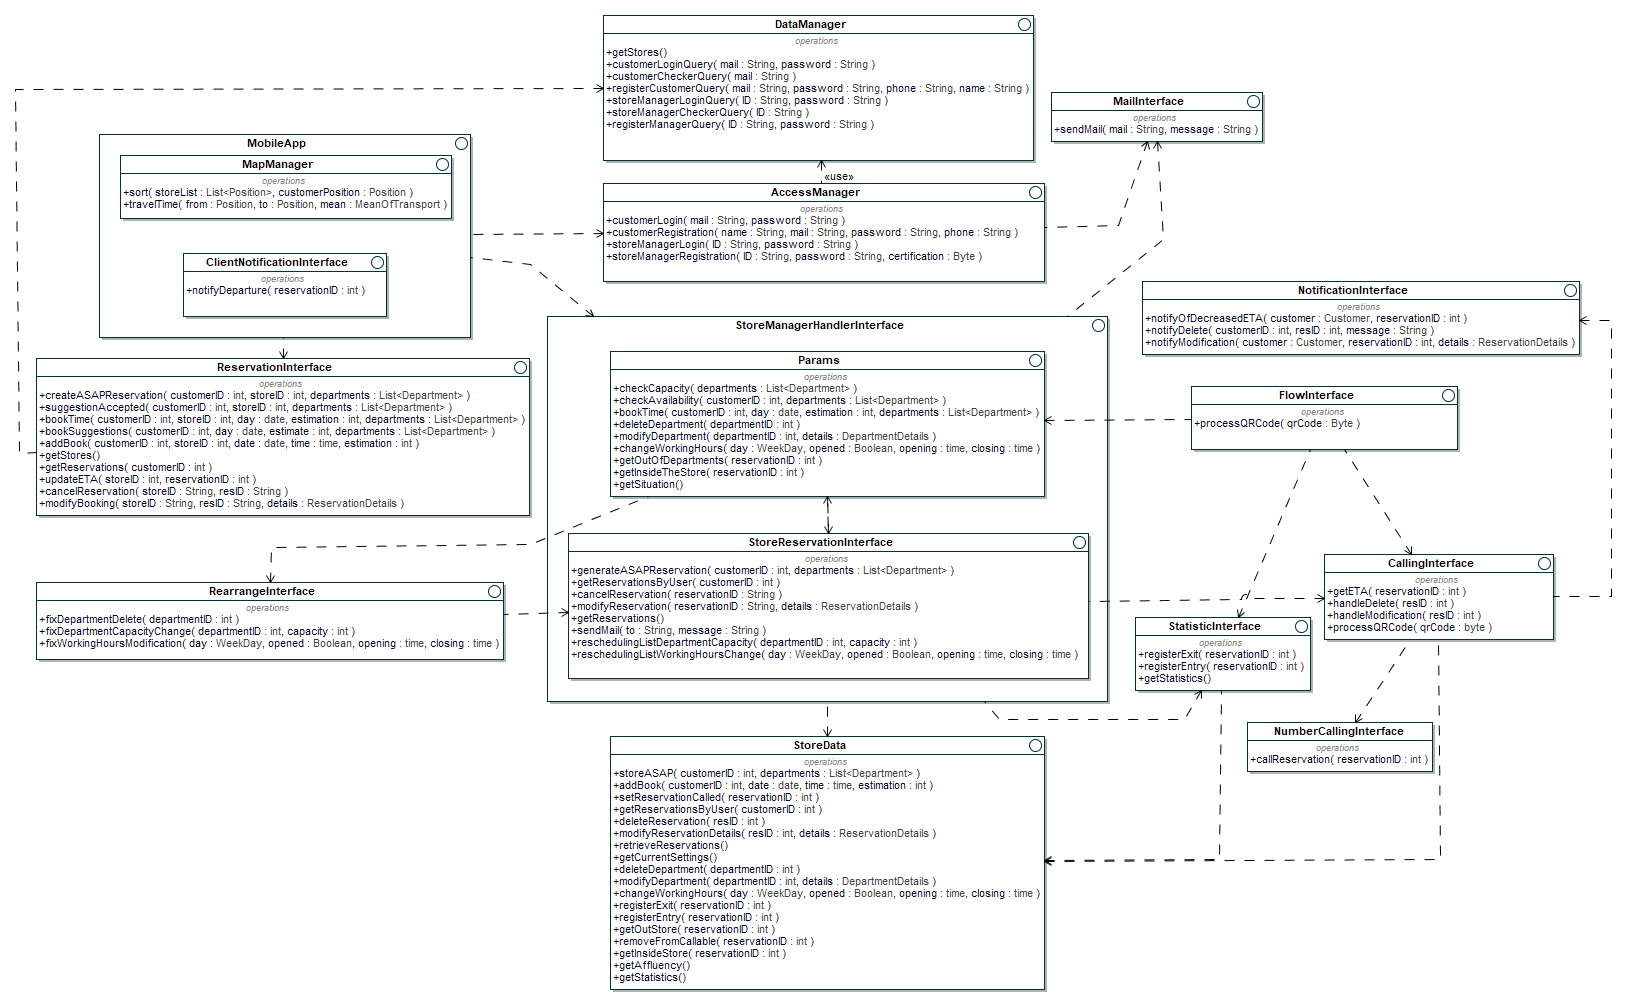 DataManager
operations
+getStores()
+customerLoginQuery( mail : String, password : String )
+customerCheckerQuery( mail : String )
+registerCustomerQuery( mail : String, password : String, phone : String, name : String )
+storeManagerLoginQuery( ID : String, password : String )
+storeManagerCheckerQuery( ID : String )
+registerManagerQuery( ID : String, password : String )
MailInterface
operations
+sendMail( mail : String, message : String )
MobileApp
MapManager
operations
+sort( storeList : List<Position>, customerPosition : Position )
+travelTime( from : Position, to : Position, mean : MeanOfTransport )
ClientNotificationInterface
operations
+notifyDeparture( reservationID : int )
«use»
AccessManager
operations
+customerLogin( mail : String, password : String )
+customerRegistration( name : String, mail : String, password : String, phone : String )
+storeManagerLogin( ID : String, password : String )
+storeManagerRegistration( ID : String, password : String, certification : Byte )
NotificationInterface
operations
+notifyOfDecreasedETA( customer : Customer, reservationID : int )
+notifyDelete( customerID : int, resID : int, message : String )
+notifyModification( customer : Customer, reservationID : int, details : ReservationDetails )
ReservationInterface
operations
+createASAPReservation( customerID : int, storeID : int, departments : List<Department> )
+suggestionAccepted( customerID : int, storeID : int, departments : List<Department> )
+bookTime( customerID : int, storeID : int, day : date, estimation : int, departments : List<Department> )
+bookSuggestions( customerID : int, day : date, estimate : int, departments : List<Department> )
+addBook( customerID : int, storeID : int, date : date, time : time, estimation : int )
+getStores()
+getReservations( customerID : int )
+updateETA( storeID : int, reservationID : int )
+cancelReservation( storeID : String, resID : String )
+modifyBooking( storeID : String, resID : String, details : ReservationDetails )
StoreManagerHandlerInterface
Params
operations
+checkCapacity( departments : List<Department> )
+checkAvailability( customerID : int, departments : List<Department> )
+bookTime( customerID : int, day : date, estimation : int, departments : List<Department> )
+deleteDepartment( departmentID : int )
+modifyDepartment( departmentID : int, details : DepartmentDetails )
+changeWorkingHours( day : WeekDay, opened : Boolean, opening : time, closing : time )
+getOutOfDepartments( reservationID : int )
+getInsideTheStore( reservationID : int )
+getSituation()
FlowInterface
operations
+processQRCode( qrCode : Byte )
StoreReservationInterface
operations
+generateASAPReservation( customerID : int, departments : List<Department> )
+getReservationsByUser( customerID : int )
+cancelReservation( reservationID : String )
+modifyReservation( reservationID : String, details : ReservationDetails )
+getReservations()
+sendMail( to : String, message : String )
+reschedulingListDepartmentCapacity( departmentID : int, capacity : int )
+reschedulingListWorkingHoursChange( day : WeekDay, opened : Boolean, opening : time, closing : time )
RearrangeInterface
operations
+fixDepartmentDelete( departmentID : int )
+fixDepartmentCapacityChange( departmentID : int, capacity : int )
+fixWorkingHoursModification( day : WeekDay, opened : Boolean, opening : time, closing : time )
CallingInterface
operations
+getETA( reservationID : int )
+handleDelete( resID : int )
+handleModification( resID : int )
+processQRCode( qrCode : byte )
StatisticInterface
operations
+registerExit( reservationID : int )
+registerEntry( reservationID : int )
+getStatistics()
NumberCallingInterface
operations
+callReservation( reservationID : int )
StoreData
operations
+storeASAP( customerID : int, departments : List<Department> )
+addBook( customerID : int, date : date, time : time, estimation : int )
+setReservationCalled( reservationID : int )
+getReservationsByUser( customerID : int )
+deleteReservation( resID : int )
+modifyReservationDetails( resID : int, details : ReservationDetails )
+retrieveReservations()
+getCurrentSettings()
+deleteDepartment( departmentID : int )
+modifyDepartment( departmentID : int, details : DepartmentDetails )
+changeWorkingHours( day : WeekDay, opened : Boolean, opening : time, closing : time )
+registerExit( reservationID : int )
+registerEntry( reservationID : int )
+getOutStore( reservationID : int )
+removeFromCallable( reservationID : int )
+getInsideStore( reservationID : int )
+getAffluency()
+getStatistics()